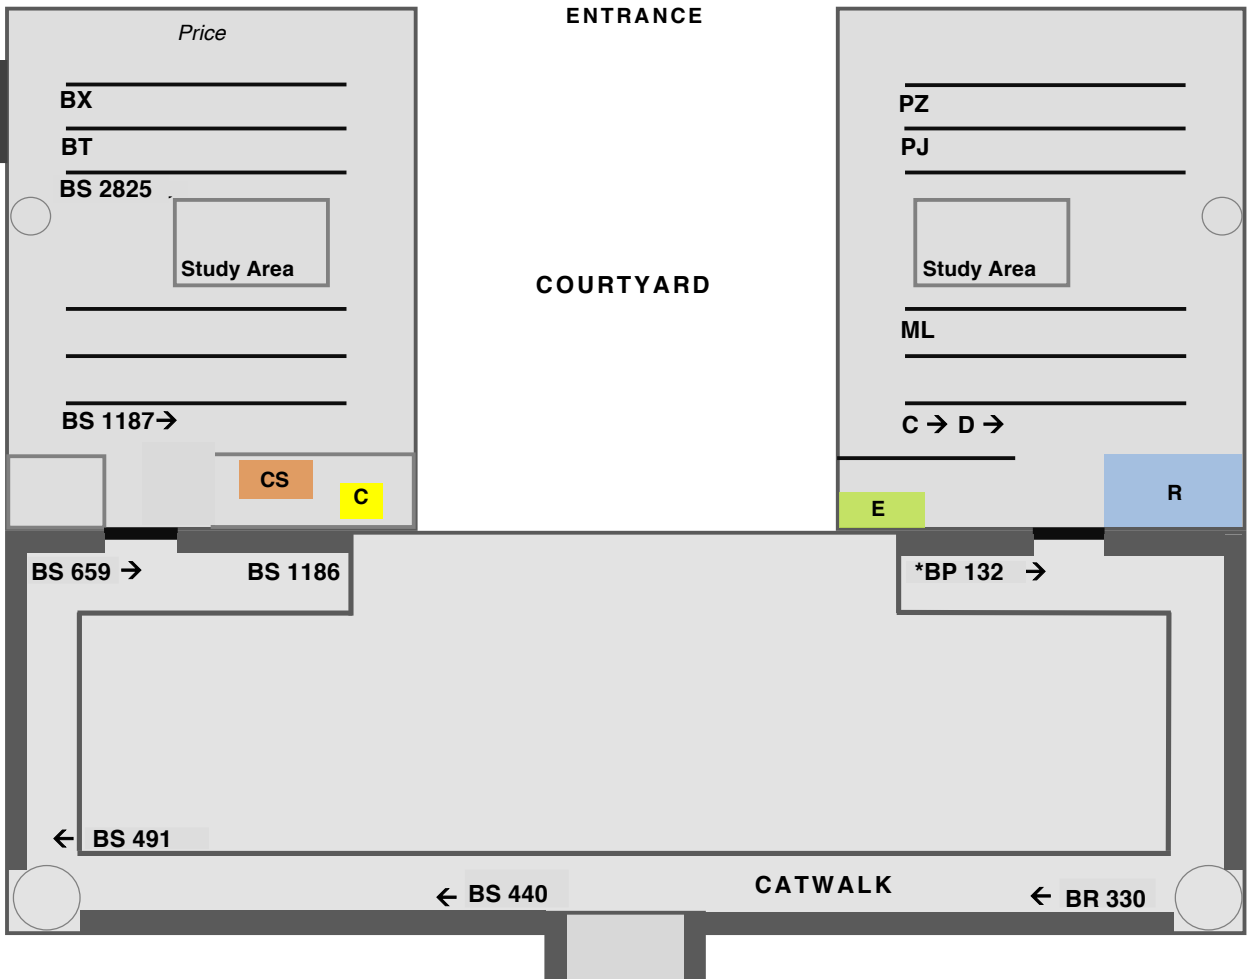 ENTRANCE
Price
BX
BT
BS 2825
Study Area
BS 1187→
CS
C
COURTYARD
PZ
PJ
Study Area
ML
C → D →
E
R
BS 659 →
BS 1186
*BP 132 →
← BS 491
← BS 440
CATWALK
← BR 330